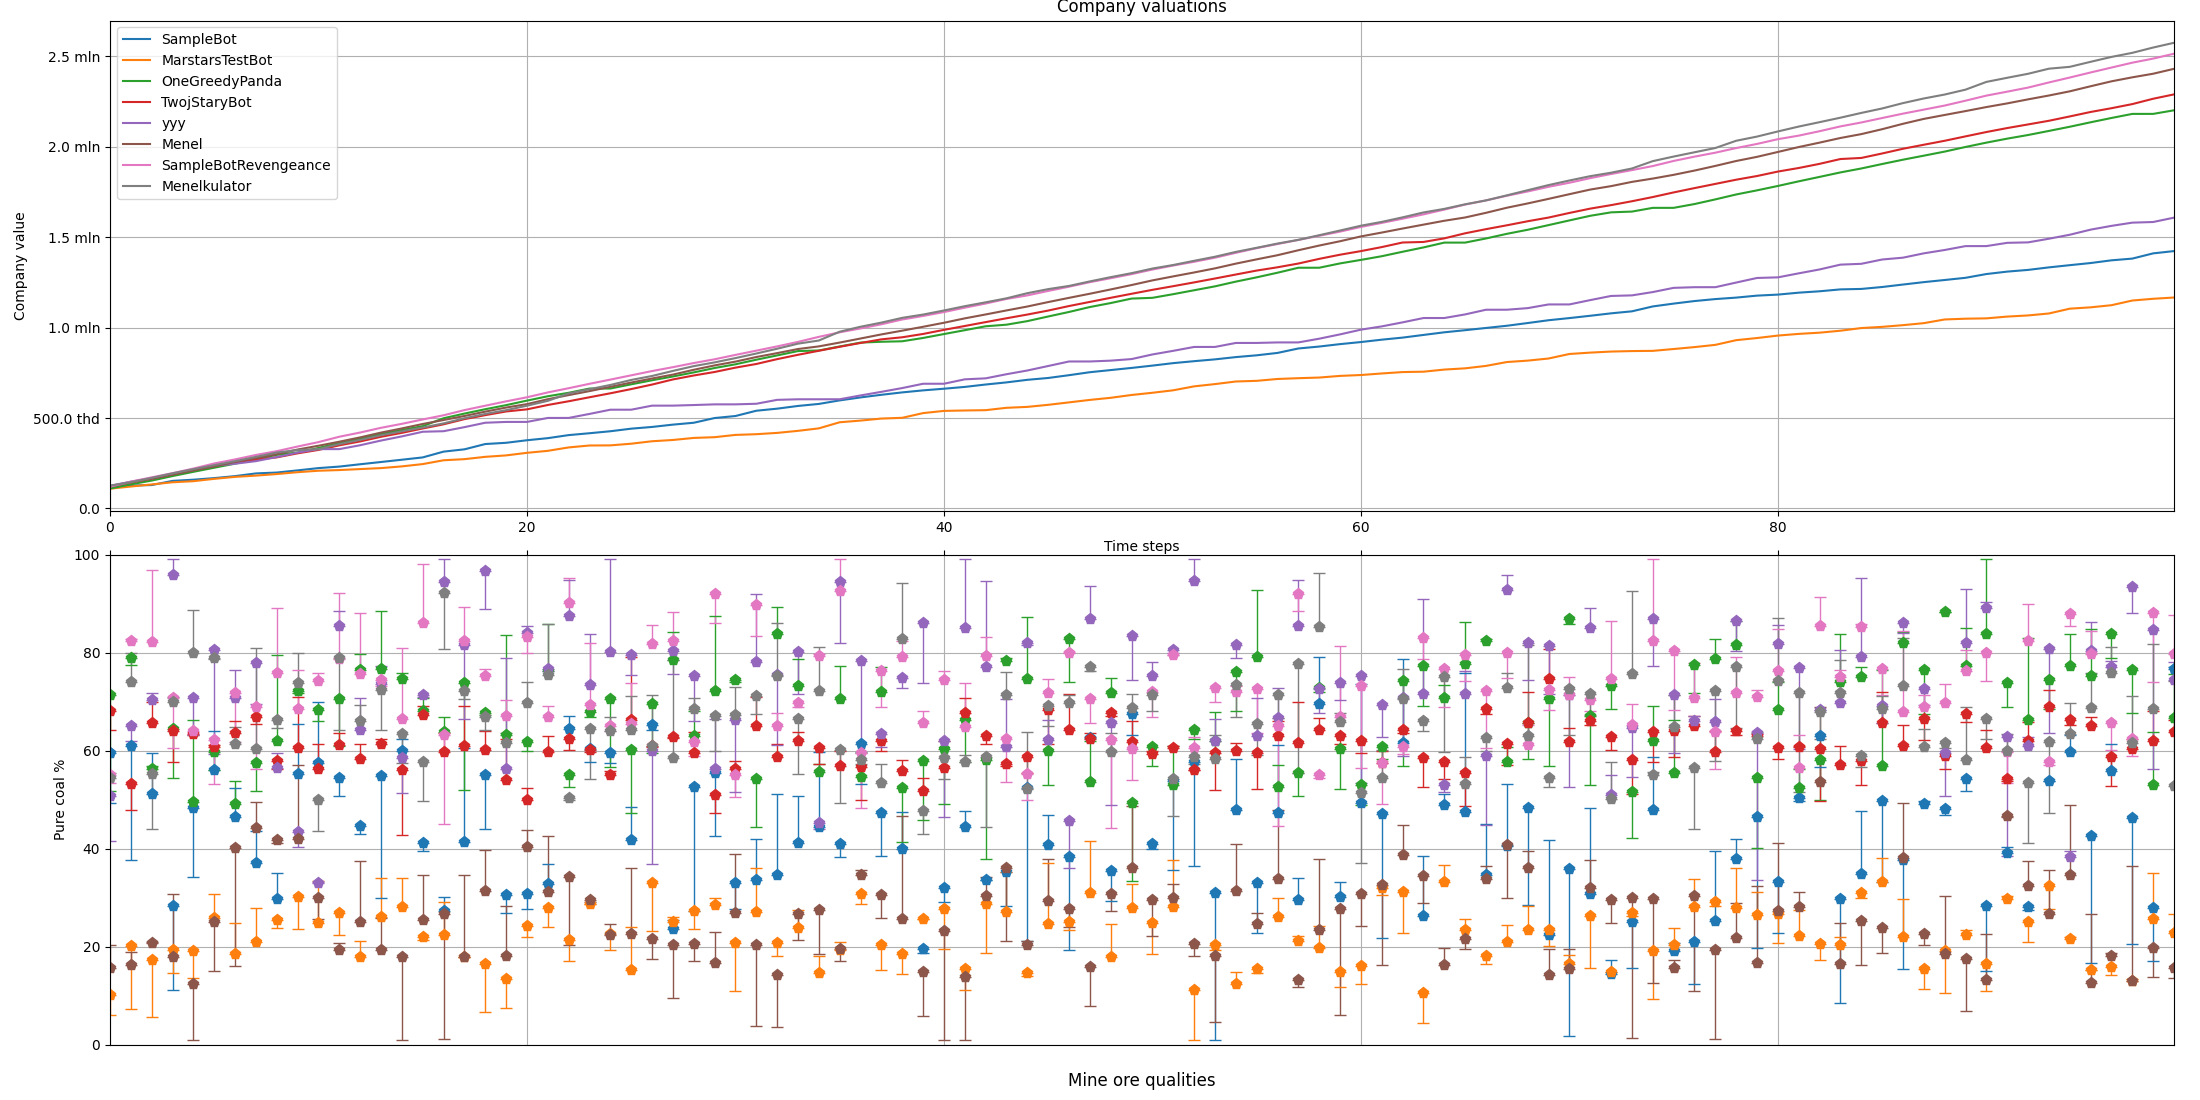 Company valuations
SampleBot
MarstarsTestBot
OneGreedyPanda
TwojStaryBot
yyy
Menel
SampleBotRevengeance
Menelkulator
Company value
2.5 mln
2.0 mln
1.5 mln
1.0 mln
500.0 thd
0.0
0 20 40 60 80
Time steps
Pure coal %
100
80
60
40
20
0
Mine ore qualities